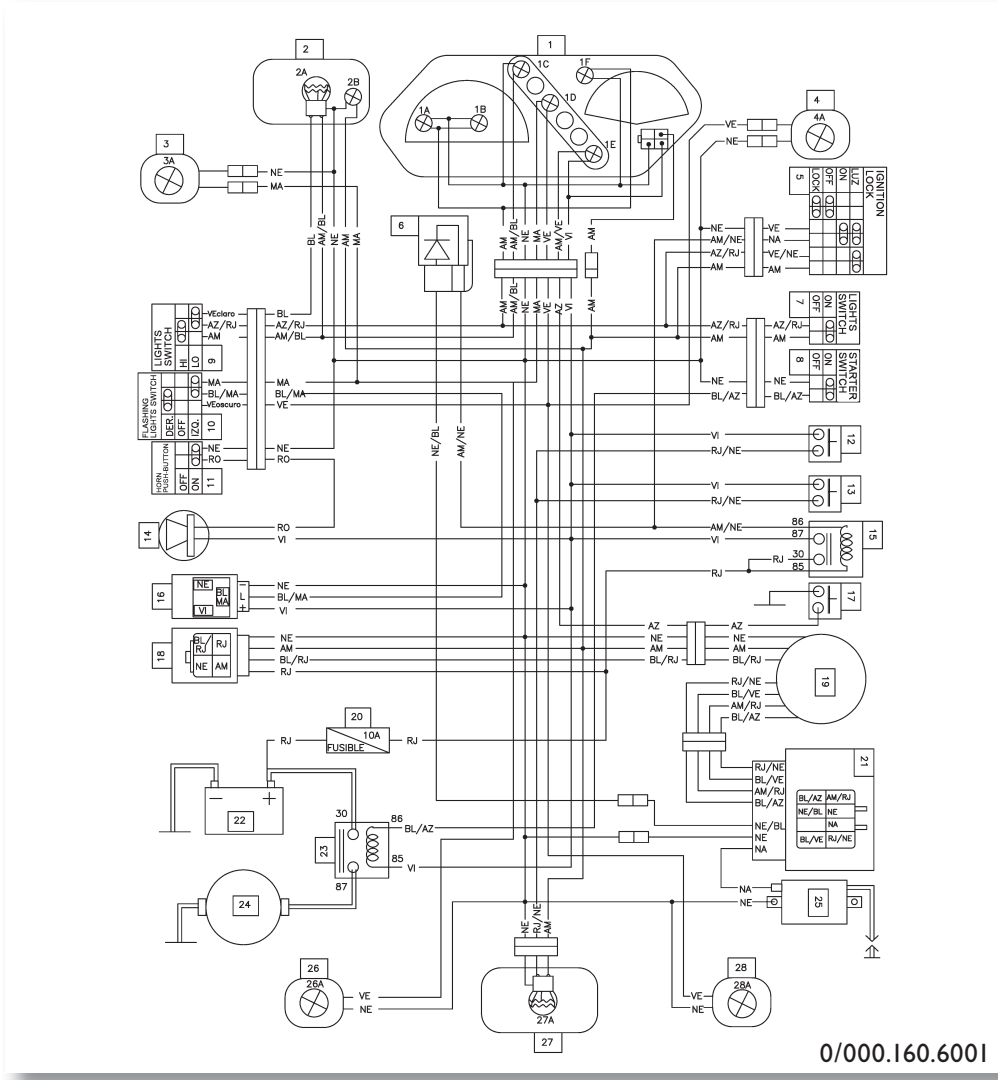 2
1
2A
2B
1C
1F
1D
1A
1B
1E
3
3A
NE
MA
4
4A
VE
NE
5
LOCK
OFF
ON
LUZ
IGNITION
LOCK
6
BL
AM/BL
NE
AM
MA
AM
AM/BL
NE
MA
VE
AM/VE
VI
AM
NE
AM/NE
AZ/RJ
AM
VE
NA
VE/NE
AM
AM
AM/BL
NE
MA
VE
AZ
VI
AM
LIGHTS
SWITCH
HI
LO
9
VEclaro
AZ/RJ
AM
BL
AZ/RJ
AM/BL
AZ/RJ
AM
AZ/RJ
AM
7
OFF
ON
LIGHTS
SWITCH
FLASHING
LIGHTS SWITCH
DER.
OFF
IZQ.
10
MA
BL/MA
VEoscuro
MA
BL/MA
VE
NE
BL/AZ
NE
BL/AZ
8
OFF
ON
STARTER
SWITCH
HORN
PUSH-BUTTON
OFF
ON
11
NE
RO
NE
RO
NE/BL
AM/NE
VI
RJ/NE
12
VI
RJ/NE
13
14
RO
VI
AM/NE
VI
RJ
RJ
86
87
30
85
15
16
NE
BL
MA
VI
−
L
+
NE
BL/MA
VI
17
18
BL/
RJ
RJ
NE
AM
NE
AM
BL/RJ
RJ
AZ
NE
AM
BL/RJ
AZ
NE
AM
BL/RJ
19
RJ/NE
BL/VE
AM/RJ
BL/AZ
20
10A
FUSIBLE
RJ
RJ
21
RJ/NE
BL/VE
AM/RJ
BL/AZ
NE/BL
NE
NA
BL/AZ
AM/RJ
NE/BL
NE
NA
BL/VE
RJ/NE
22
−
+
23
30
86
85
87
BL/AZ
VI
24
NA
NE
25
NE
RJ/NE
AM
26
26A
VE
NE
27A
27
28
28A
VE
NE
0/000.160.6001